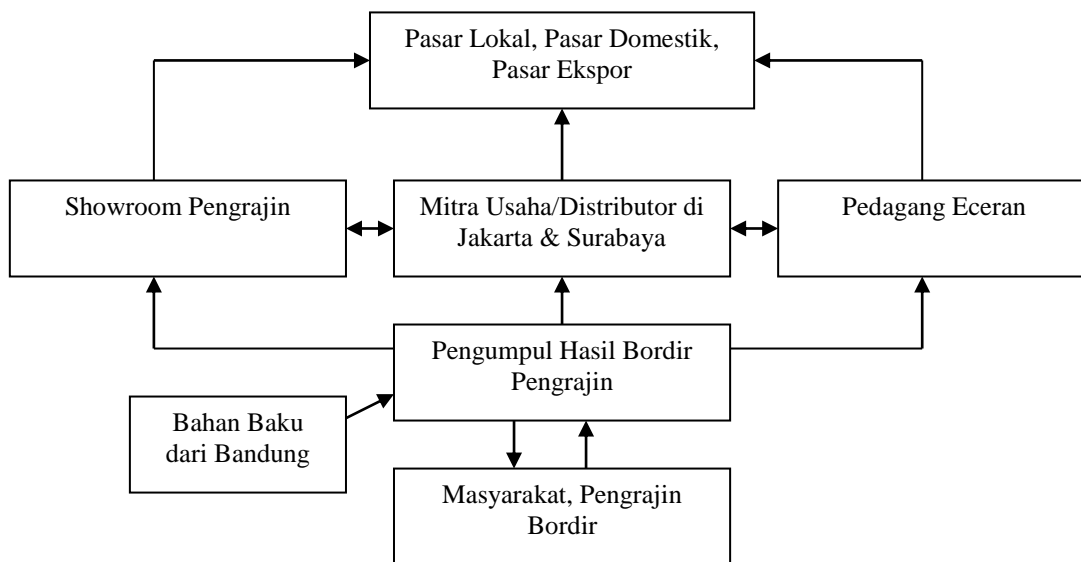 Pasar Lokal, Pasar Domestik,
Pasar Ekspor
Showroom Pengrajin
Mitra Usaha/Distributor di
Jakarta & Surabaya
Pedagang Eceran
Pengumpul Hasil Bordir
Pengrajin
Bahan Baku
dari Bandung
Masyarakat, Pengrajin
Bordir